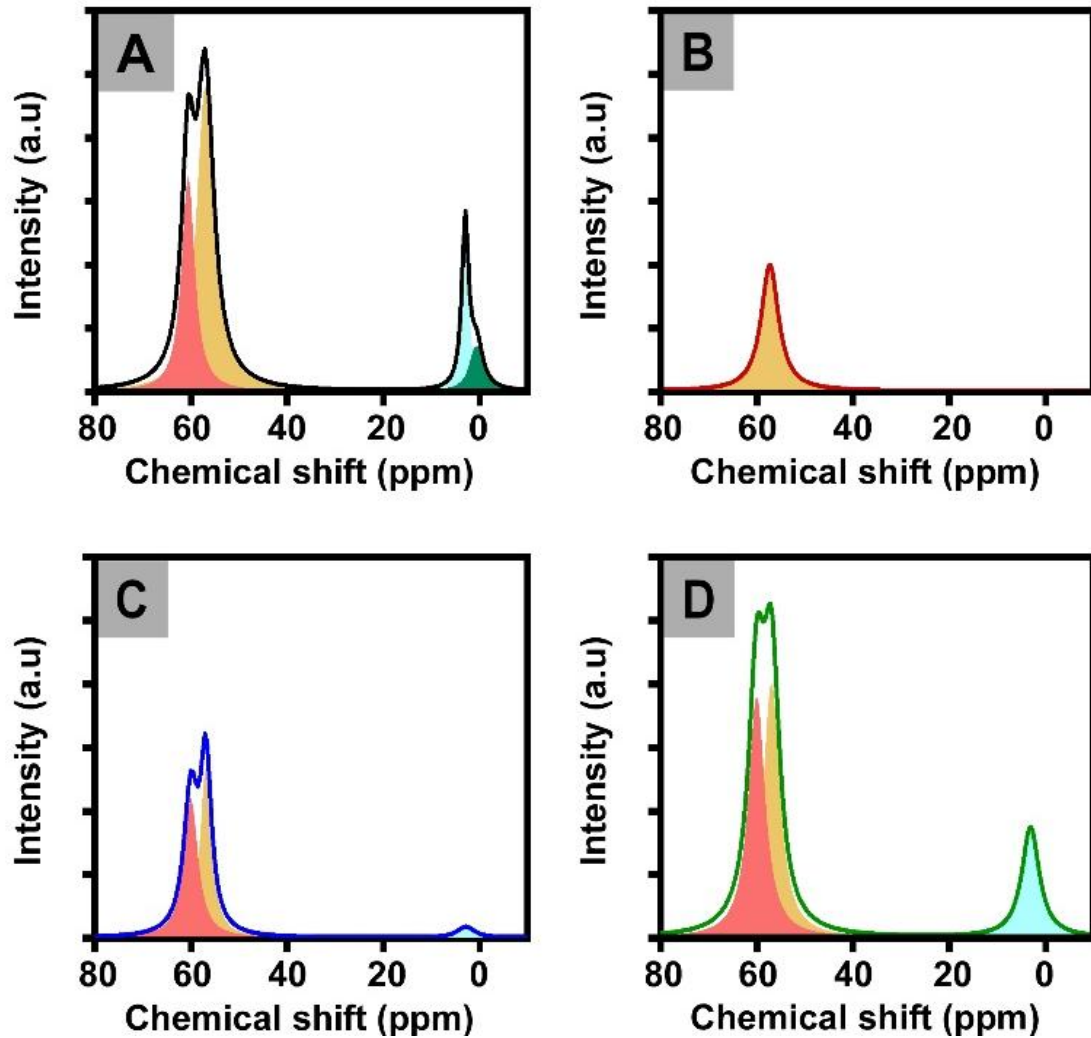 A
Intensity (a.u)
80 60 40 20 0
Chemical shift (ppm)
B
Intensity (a.u)
80 60 40 20 0
Chemical shift (ppm)
C
Intensity (a.u)
80 60 40 20 0
Chemical shift (ppm)
D
Intensity (a.u)
80 60 40 20 0
Chemical shift (ppm)